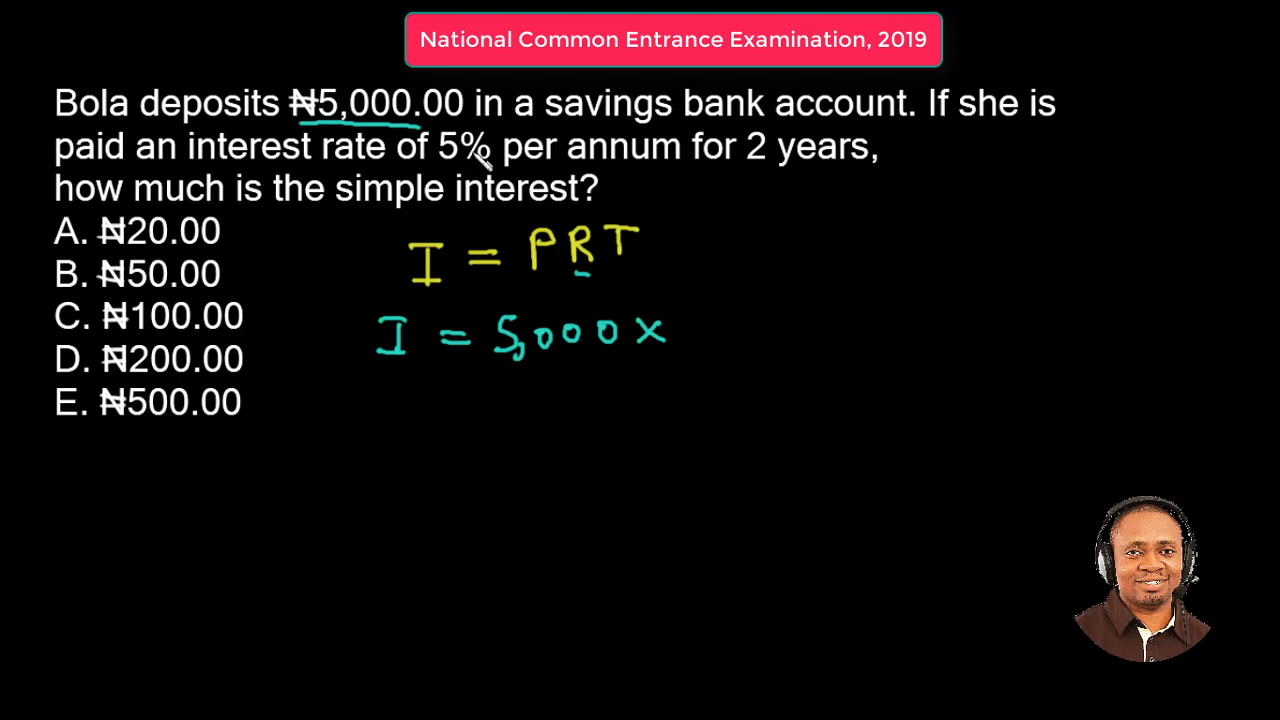 National Common Entrance Examination, 2019
Bola deposits ₦5,000.00 in a savings bank account. If she is
paid an interest rate of 5% per annum for 2 years,
how much is the simple interest?
A. ₦20.00
B. ₦50.00
C. ₦100.00
D. ₦200.00
E. ₦500.00
I = PRT
I = 5,000 x